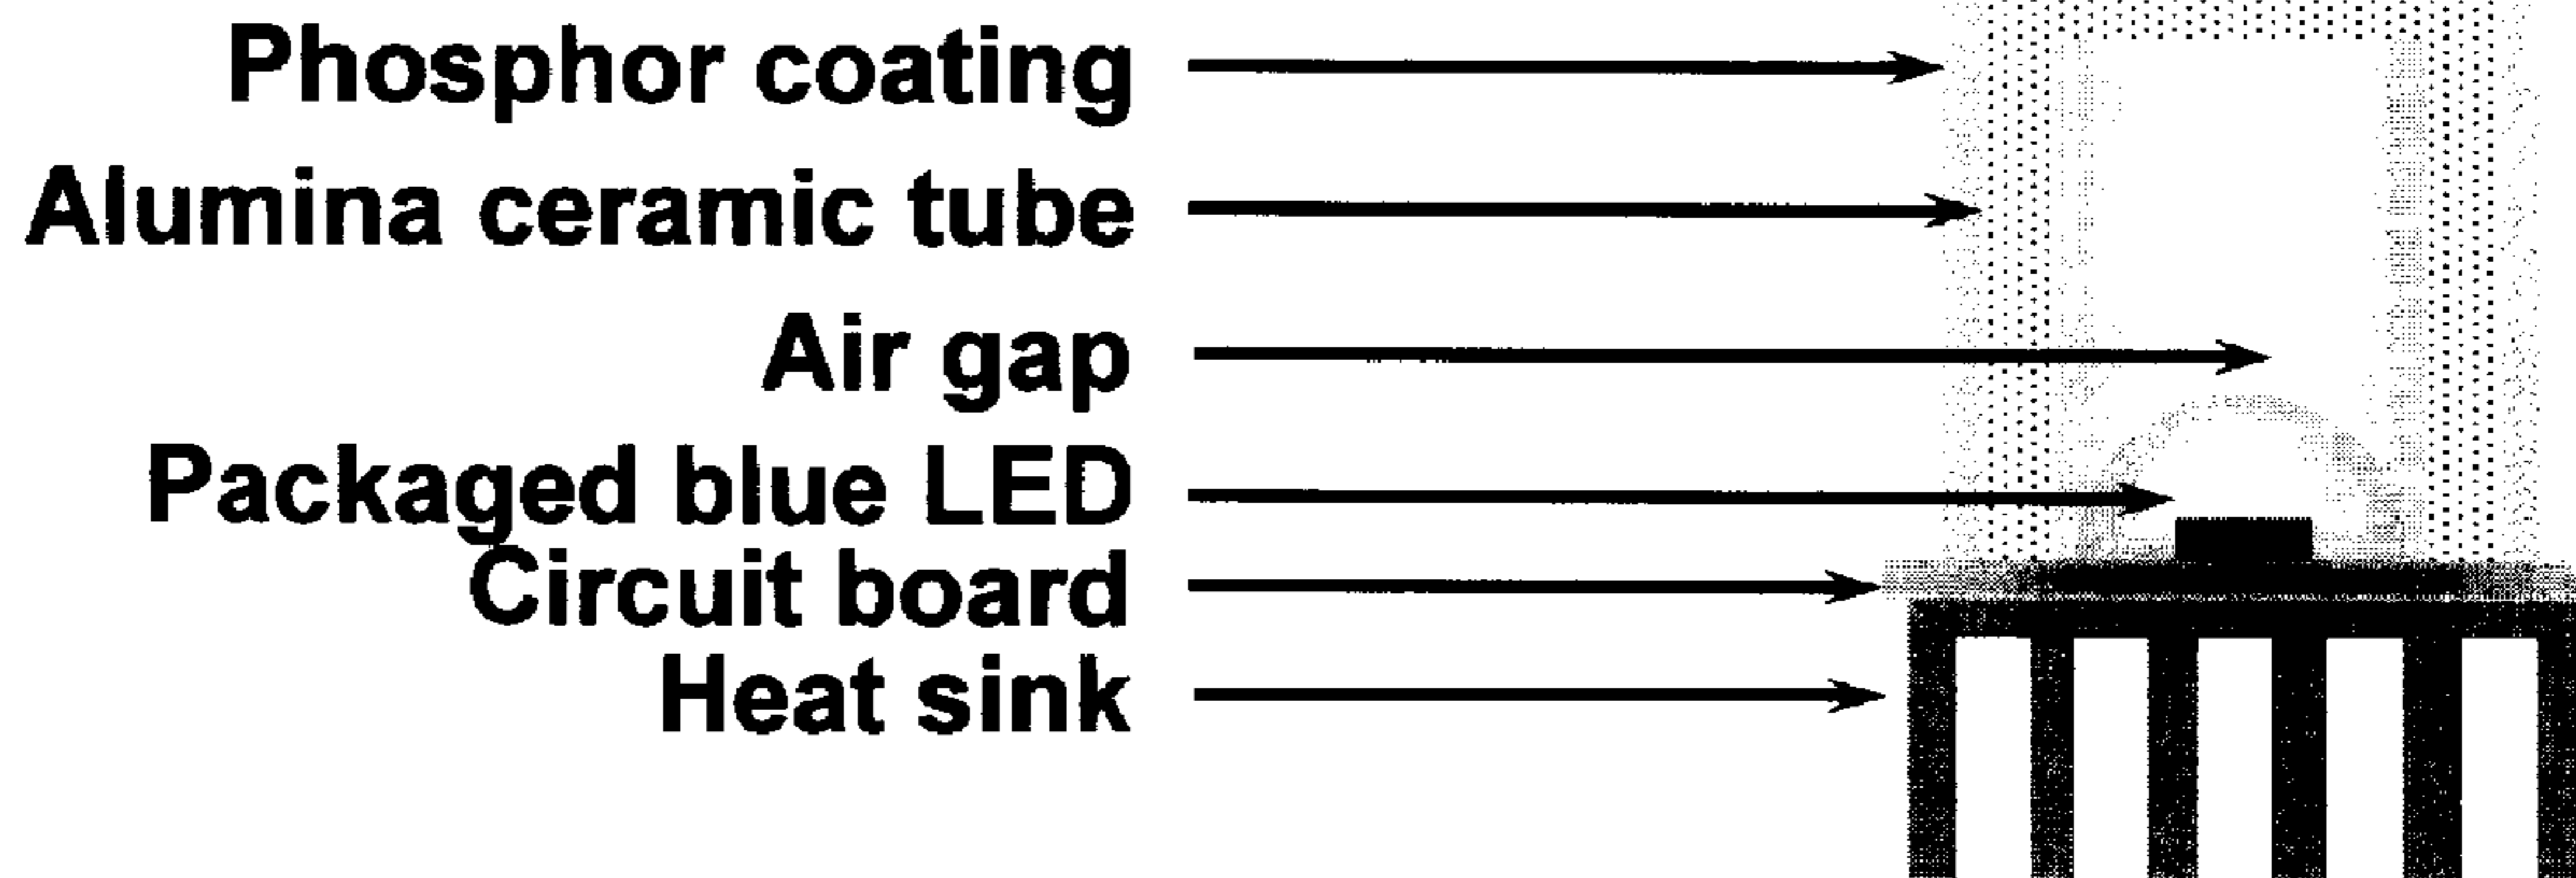 Phosphor coating
Alumina ceramic tube
Air gap
Packaged blue LED
Circuit board
Heat sink